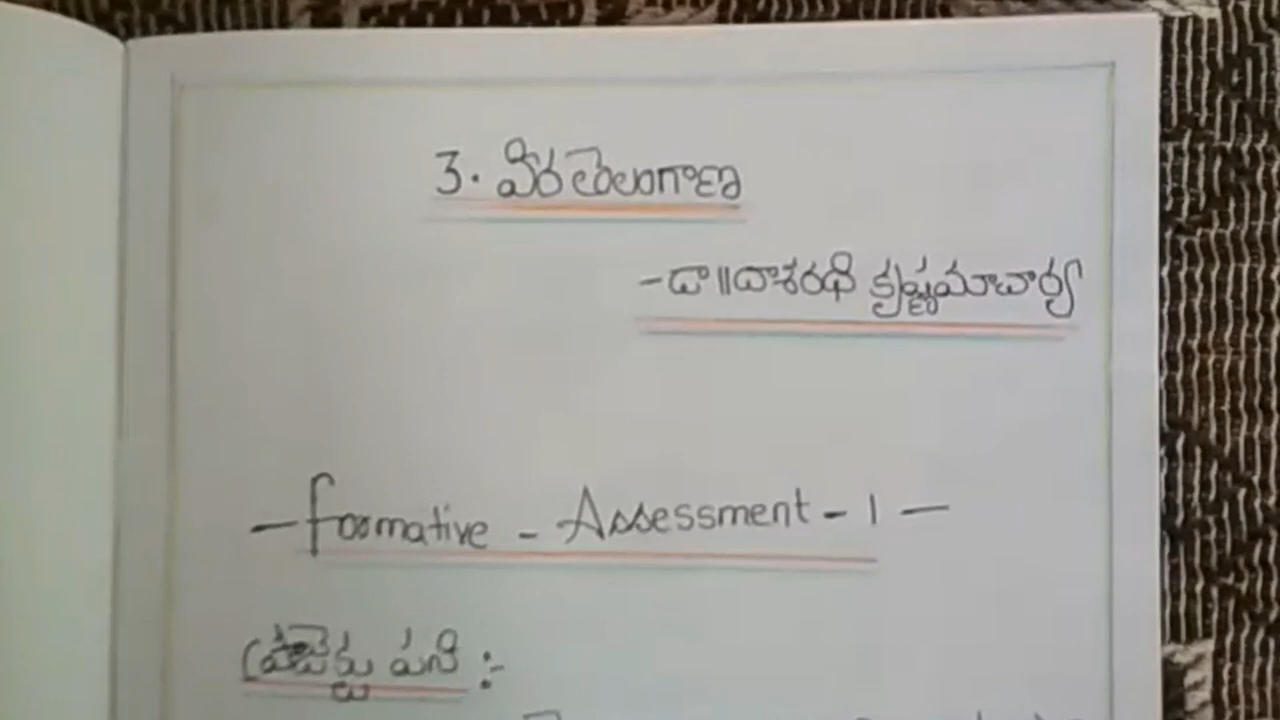 3. వీర తెలంగాణ
- డా॥దాశరథి కృష్ణమాచార్య
- Formative - Assessment - 1 -
ప్రాజెక్టు పని :-